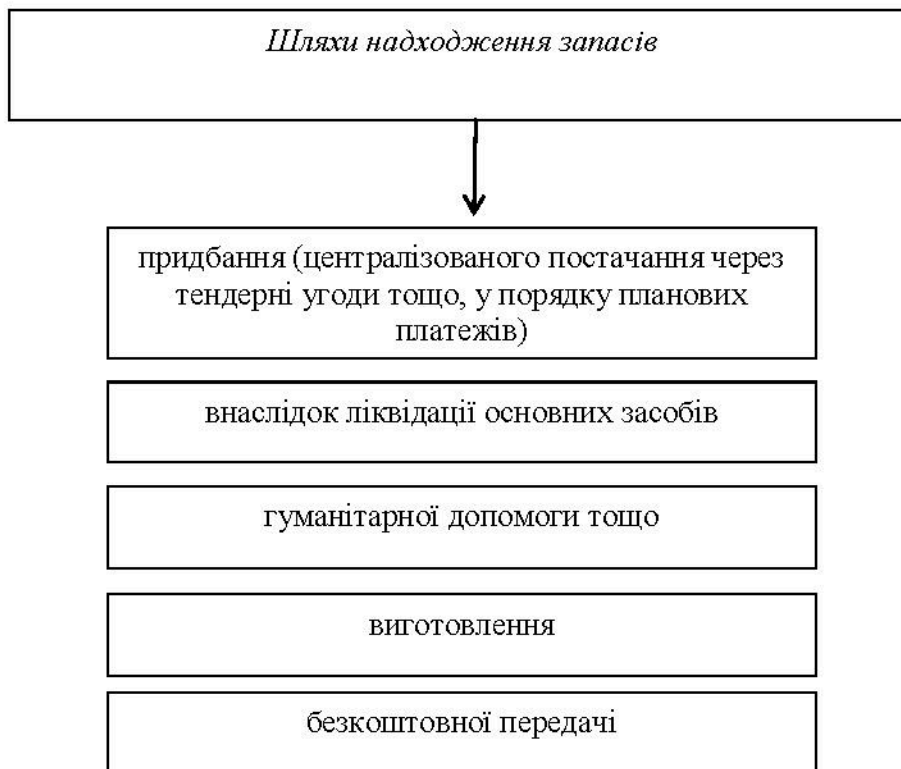 Шляхи надходження запасів
придбання (централізованого постачання через
тендерні угоди тощо, у порядку планових
платежів)
внаслідок ліквідації основних засобів
гуманітарної допомоги тощо
виготовлення
безкоштовної передачі